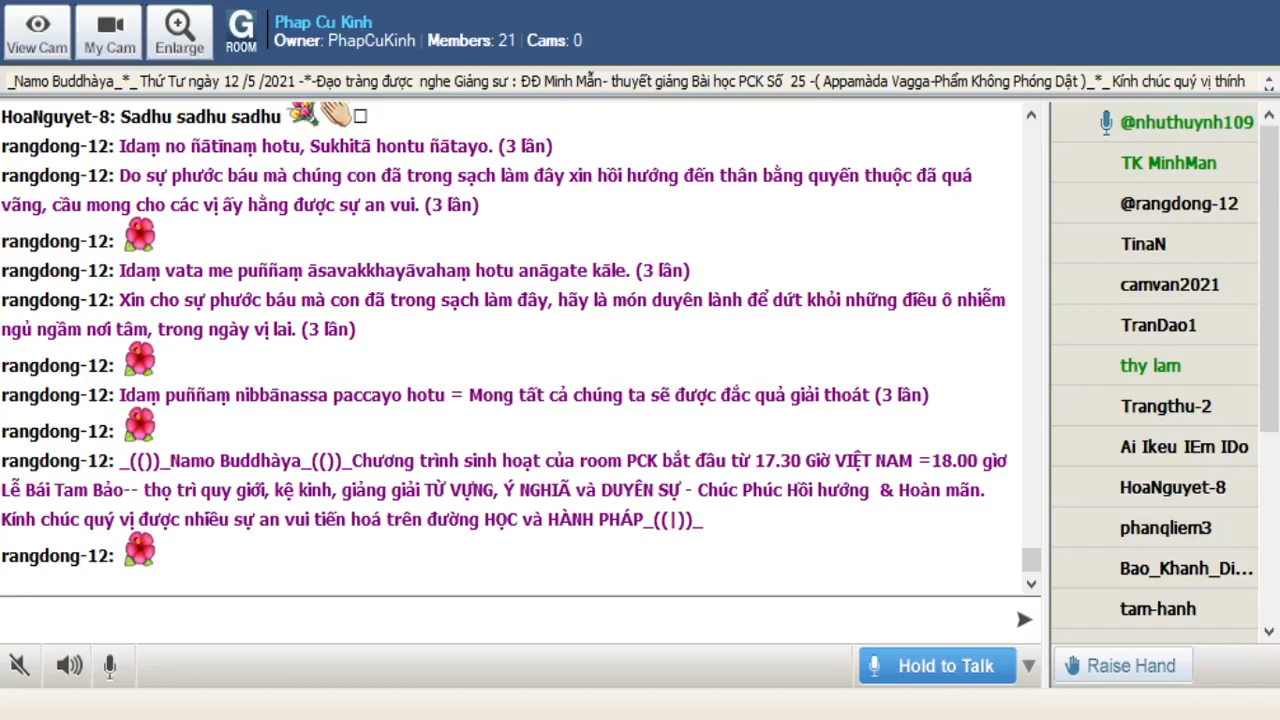 View Cam
My Cam
Enlarge
G
ROOM
Phap Cu Kinh
Owner: PhapCuKinh | Members: 21 | Cams: 0
_Namo Buddhàya_*_ Thứ Tư ngày 12 /5 /2021 -*-Đạo tràng được nghe Giảng sư : ĐĐ Minh Mẫn- thuyết giảng Bài học PCK Số 25 -( Appamàda Vagga-Phẩm Không Phóng Dật )_*_ Kính chúc quý vị thính
HoaNguyet-8: Sadhu sadhu sadhu
rangdong-12: Idaṃ no ñātīnaṃ hotu, Sukhitā hontu ñātayo. (3 lần)
rangdong-12: Do sự phước báu mà chúng con đã trong sạch làm đây xin hồi hướng đến thân bằng quyến thuộc đã quá
vãng, cầu mong cho các vị ấy hằng được sự an vui. (3 lần)
rangdong-12:
rangdong-12: Idaṃ vata me puññaṃ āsavakkhayāvahaṃ hotu anāgate kāle. (3 lần)
rangdong-12: Xin cho sự phước báu mà con đã trong sạch làm đây, hãy là món duyên lành để dứt khỏi những điều ô nhiễm
ngủ ngầm nơi tâm, trong ngày vị lai. (3 lần)
rangdong-12:
rangdong-12: Idaṃ puññaṃ nibbānassa paccayo hotu = Mong tất cả chúng ta sẽ được đắc quả giải thoát (3 lần)
rangdong-12:
rangdong-12: _(())_Namo Buddhàya_(())_Chương trình sinh hoạt của room PCK bắt đầu từ 17.30 Giờ VIỆT NAM =18.00 giờ
Lễ Bái Tam Bảo-- thọ trì quy giới, kệ kinh, giảng giải TỪ VỰNG, Ý NGHIÃ và DUYÊN SỰ - Chúc Phúc Hồi hướng & Hoàn mãn.
Kính chúc quý vị được nhiều sự an vui tiến hoá trên đường HỌC và HÀNH PHÁP_((|))_
rangdong-12:
@nhuthuynh109
TK MinhMan
@rangdong-12
TinaN
camvan2021
TranDao1
thy lam
Trangthu-2
Ai Ikeu IEm IDo
HoaNguyet-8
phanqliem3
Bao_Khanh_Di...
tam-hanh
Hold to Talk
Raise Hand